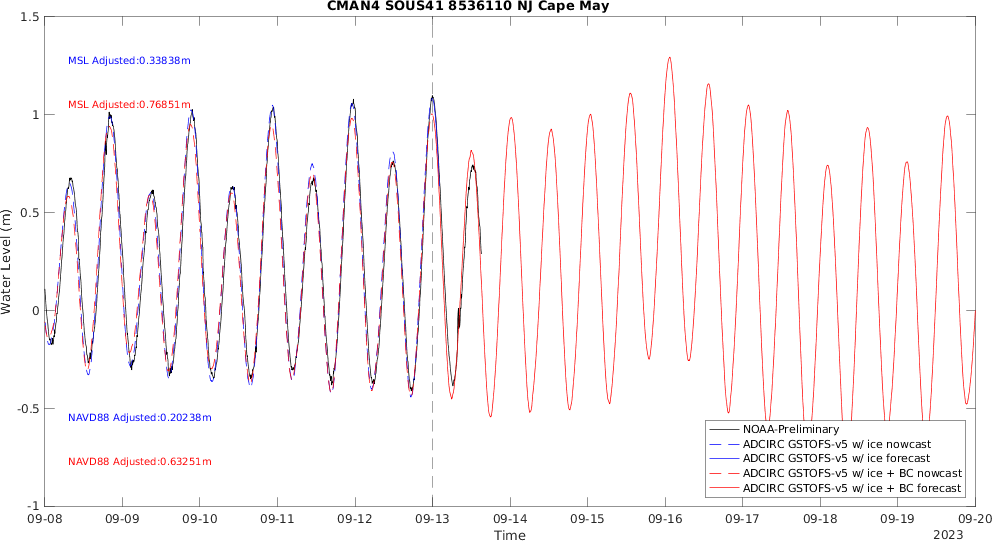 CMAN4 SOUS41 8536110 NJ Cape May
1.5
MSL Adjusted:0.33838m
MSL Adjusted:0.76851m
1
0.5
Water Level (m)
0
-0.5
NAVD88 Adjusted:0.20238m
NAVD88 Adjusted:0.63251m
-1
NOAA-Preliminary
ADCIRC GSTOFS-v5 w/ ice nowcast
ADCIRC GSTOFS-v5 w/ ice forecast
ADCIRC GSTOFS-v5 w/ ice + BC nowcast
ADCIRC GSTOFS-v5 w/ ice + BC forecast
09-08 09-09 09-10 09-11 09-12 09-13 09-14 09-15 09-16 09-17 09-18 09-19 09-20
Time
2023